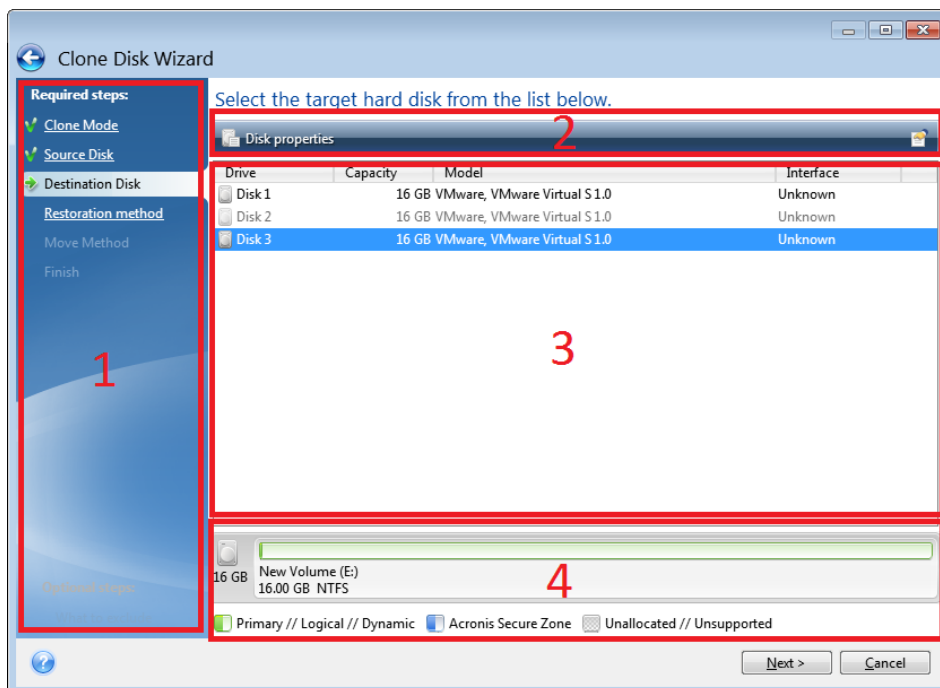 Clone Disk Wizard
Required steps:
Clone Mode
Source Disk
Destination Disk
Restoration method
Move Method
Finish
1
Select the target hard disk from the list below.
2
Disk properties
Drive Capacity Model Interface
Disk 1 16 GB VMware, VMware Virtual S 1.0 Unknown
Disk 2 16 GB VMware, VMware Virtual S 1.0 Unknown
Disk 3 16 GB VMware, VMware Virtual S 1.0 Unknown
3
16 GB
New Volume (E:)
16.00 GB NTFS
4
Primary // Logical // Dynamic Acronis Secure Zone Unallocated // Unsupported
Optional steps:
? Next > Cancel